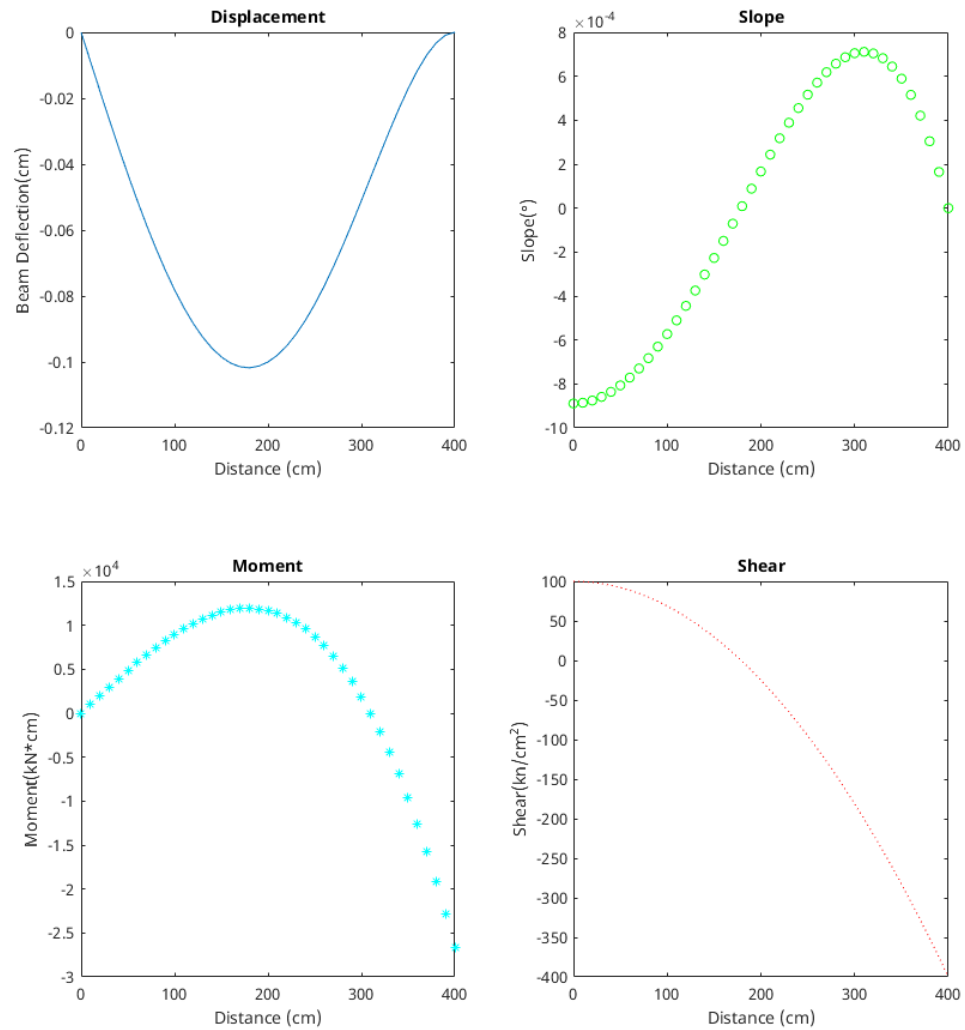 Displacement
0
-0.02
-0.04
-0.06
-0.08
-0.1
-0.12
Beam Deflection(cm)
0 100 200 300 400
Distance (cm)
Slope
×10⁻⁴
8
6
4
2
0
-2
-4
-6
-8
-10
Slope(°)
0 100 200 300 400
Distance (cm)
Moment
×10⁴
1.5
1
0.5
0
-0.5
-1
-1.5
-2
-2.5
-3
Moment(kN*cm)
0 100 200 300 400
Distance (cm)
Shear
100
50
0
-50
-100
-150
-200
-250
-300
-350
-400
Shear(kn/cm²)
0 100 200 300 400
Distance (cm)